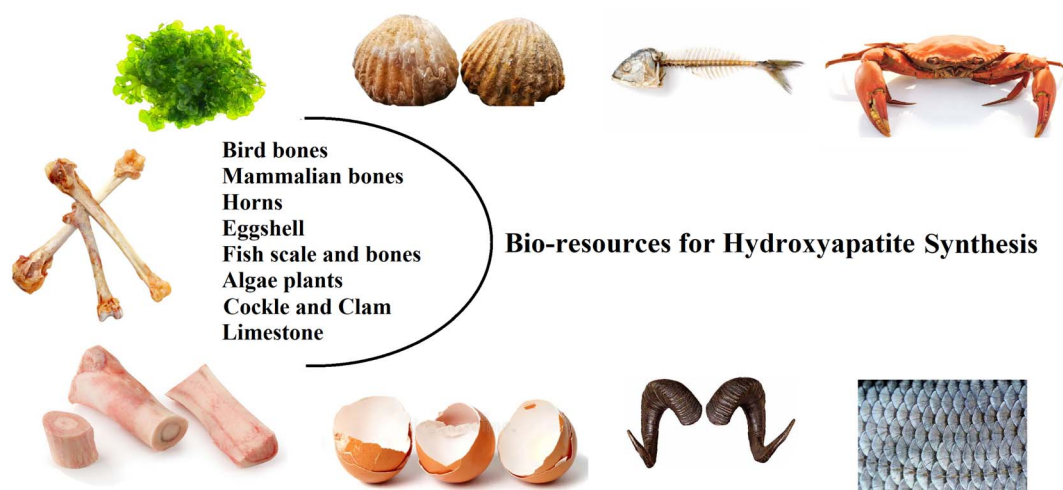 Bird bones
Mammalian bones
Horns
Eggshell
Fish scale and bones
Algae plants
Cockle and Clam
Limestone
Bio-resources for Hydroxyapatite Synthesis